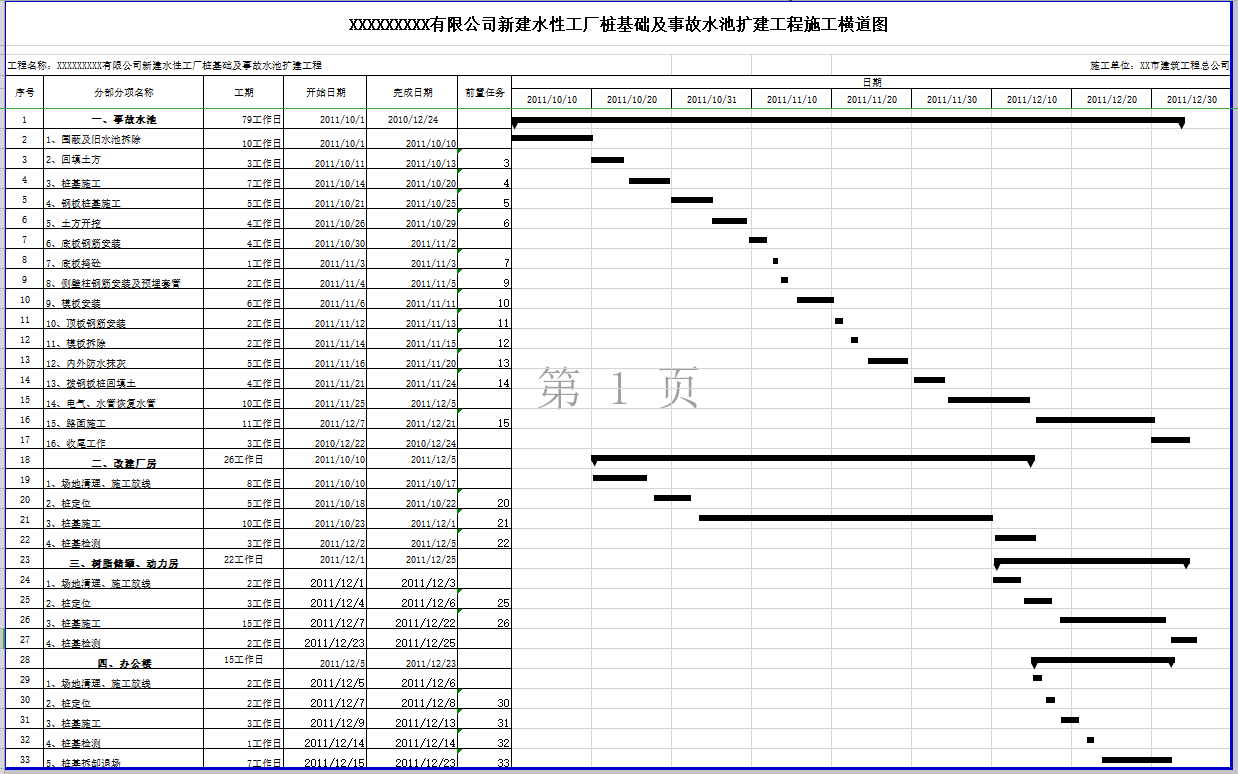 XXXXXXXXX有限公司新建水性工厂桩基础及事故水池扩建工程施工横道图
工程名称：XXXXXXXXX有限公司新建水性工厂桩基础及事故水池扩建工程 施工单位：XX市建筑工程总公司
序号 分部分项名称 工期 开始日期 完成日期 前置任务 日期
2011/10/10 2011/10/20 2011/10/31 2011/11/10 2011/11/20 2011/11/30 2011/12/10 2011/12/20 2011/12/30
1 一、事故水池 79工作日 2011/10/1 2010/12/24
2 1、围蔽及旧水池拆除 10工作日 2011/10/1 2011/10/10
3 2、回填土方 3工作日 2011/10/11 2011/10/13 3
4 3、桩基施工 7工作日 2011/10/14 2011/10/20 4
5 4、钢板桩基施工 5工作日 2011/10/21 2011/10/25 5
6 5、土方开挖 4工作日 2011/10/26 2011/10/29 6
7 6、底板钢筋安装 4工作日 2011/10/30 2011/11/2
8 7、底板捣砼 1工作日 2011/11/3 2011/11/3 7
9 8、侧壁柱钢筋安装及预埋套管 2工作日 2011/11/4 2011/11/5 9
10 9、模板安装 6工作日 2011/11/6 2011/11/11 10
11 10、顶板钢筋安装 2工作日 2011/11/12 2011/11/13 11
12 11、模板拆除 2工作日 2011/11/14 2011/11/15 12
13 12、内外防水抹灰 5工作日 2011/11/16 2011/11/20 13
14 13、拨钢板桩回填土 4工作日 2011/11/21 2011/11/24 14
第 1 页
15 14、电气、水管恢复水管 10工作日 2011/11/25 2011/12/5
16 15、路面施工 11工作日 2011/12/7 2011/12/21 15
17 16、收尾工作 3工作日 2010/12/22 2010/12/24
18 二、改建厂房 26工作日 2011/10/10 2011/12/5
19 1、场地清理、施工放线 8工作日 2011/10/10 2011/10/17
20 2、桩定位 5工作日 2011/10/18 2011/10/22 20
21 3、桩基施工 10工作日 2011/10/23 2011/12/1 21
22 4、桩基检测 3工作日 2011/12/2 2011/12/5 22
23 三、树脂储罐、动力房 22工作日 2011/12/1 2011/12/25
24 1、场地清理、施工放线 2工作日 2011/12/1 2011/12/3
25 2、桩定位 3工作日 2011/12/4 2011/12/6 25
26 3、桩基施工 15工作日 2011/12/7 2011/12/22 26
27 4、桩基检测 2工作日 2011/12/23 2011/12/25
28 四、办公楼 15工作日 2011/12/5 2011/12/23
29 1、场地清理、施工放线 2工作日 2011/12/5 2011/12/6
30 2、桩定位 2工作日 2011/12/7 2011/12/8 30
31 3、桩基施工 3工作日 2011/12/9 2011/12/13 31
32 4、桩基检测 1工作日 2011/12/14 2011/12/14 32
33 5、桩基拆卸退场 7工作日 2011/12/15 2011/12/23 33